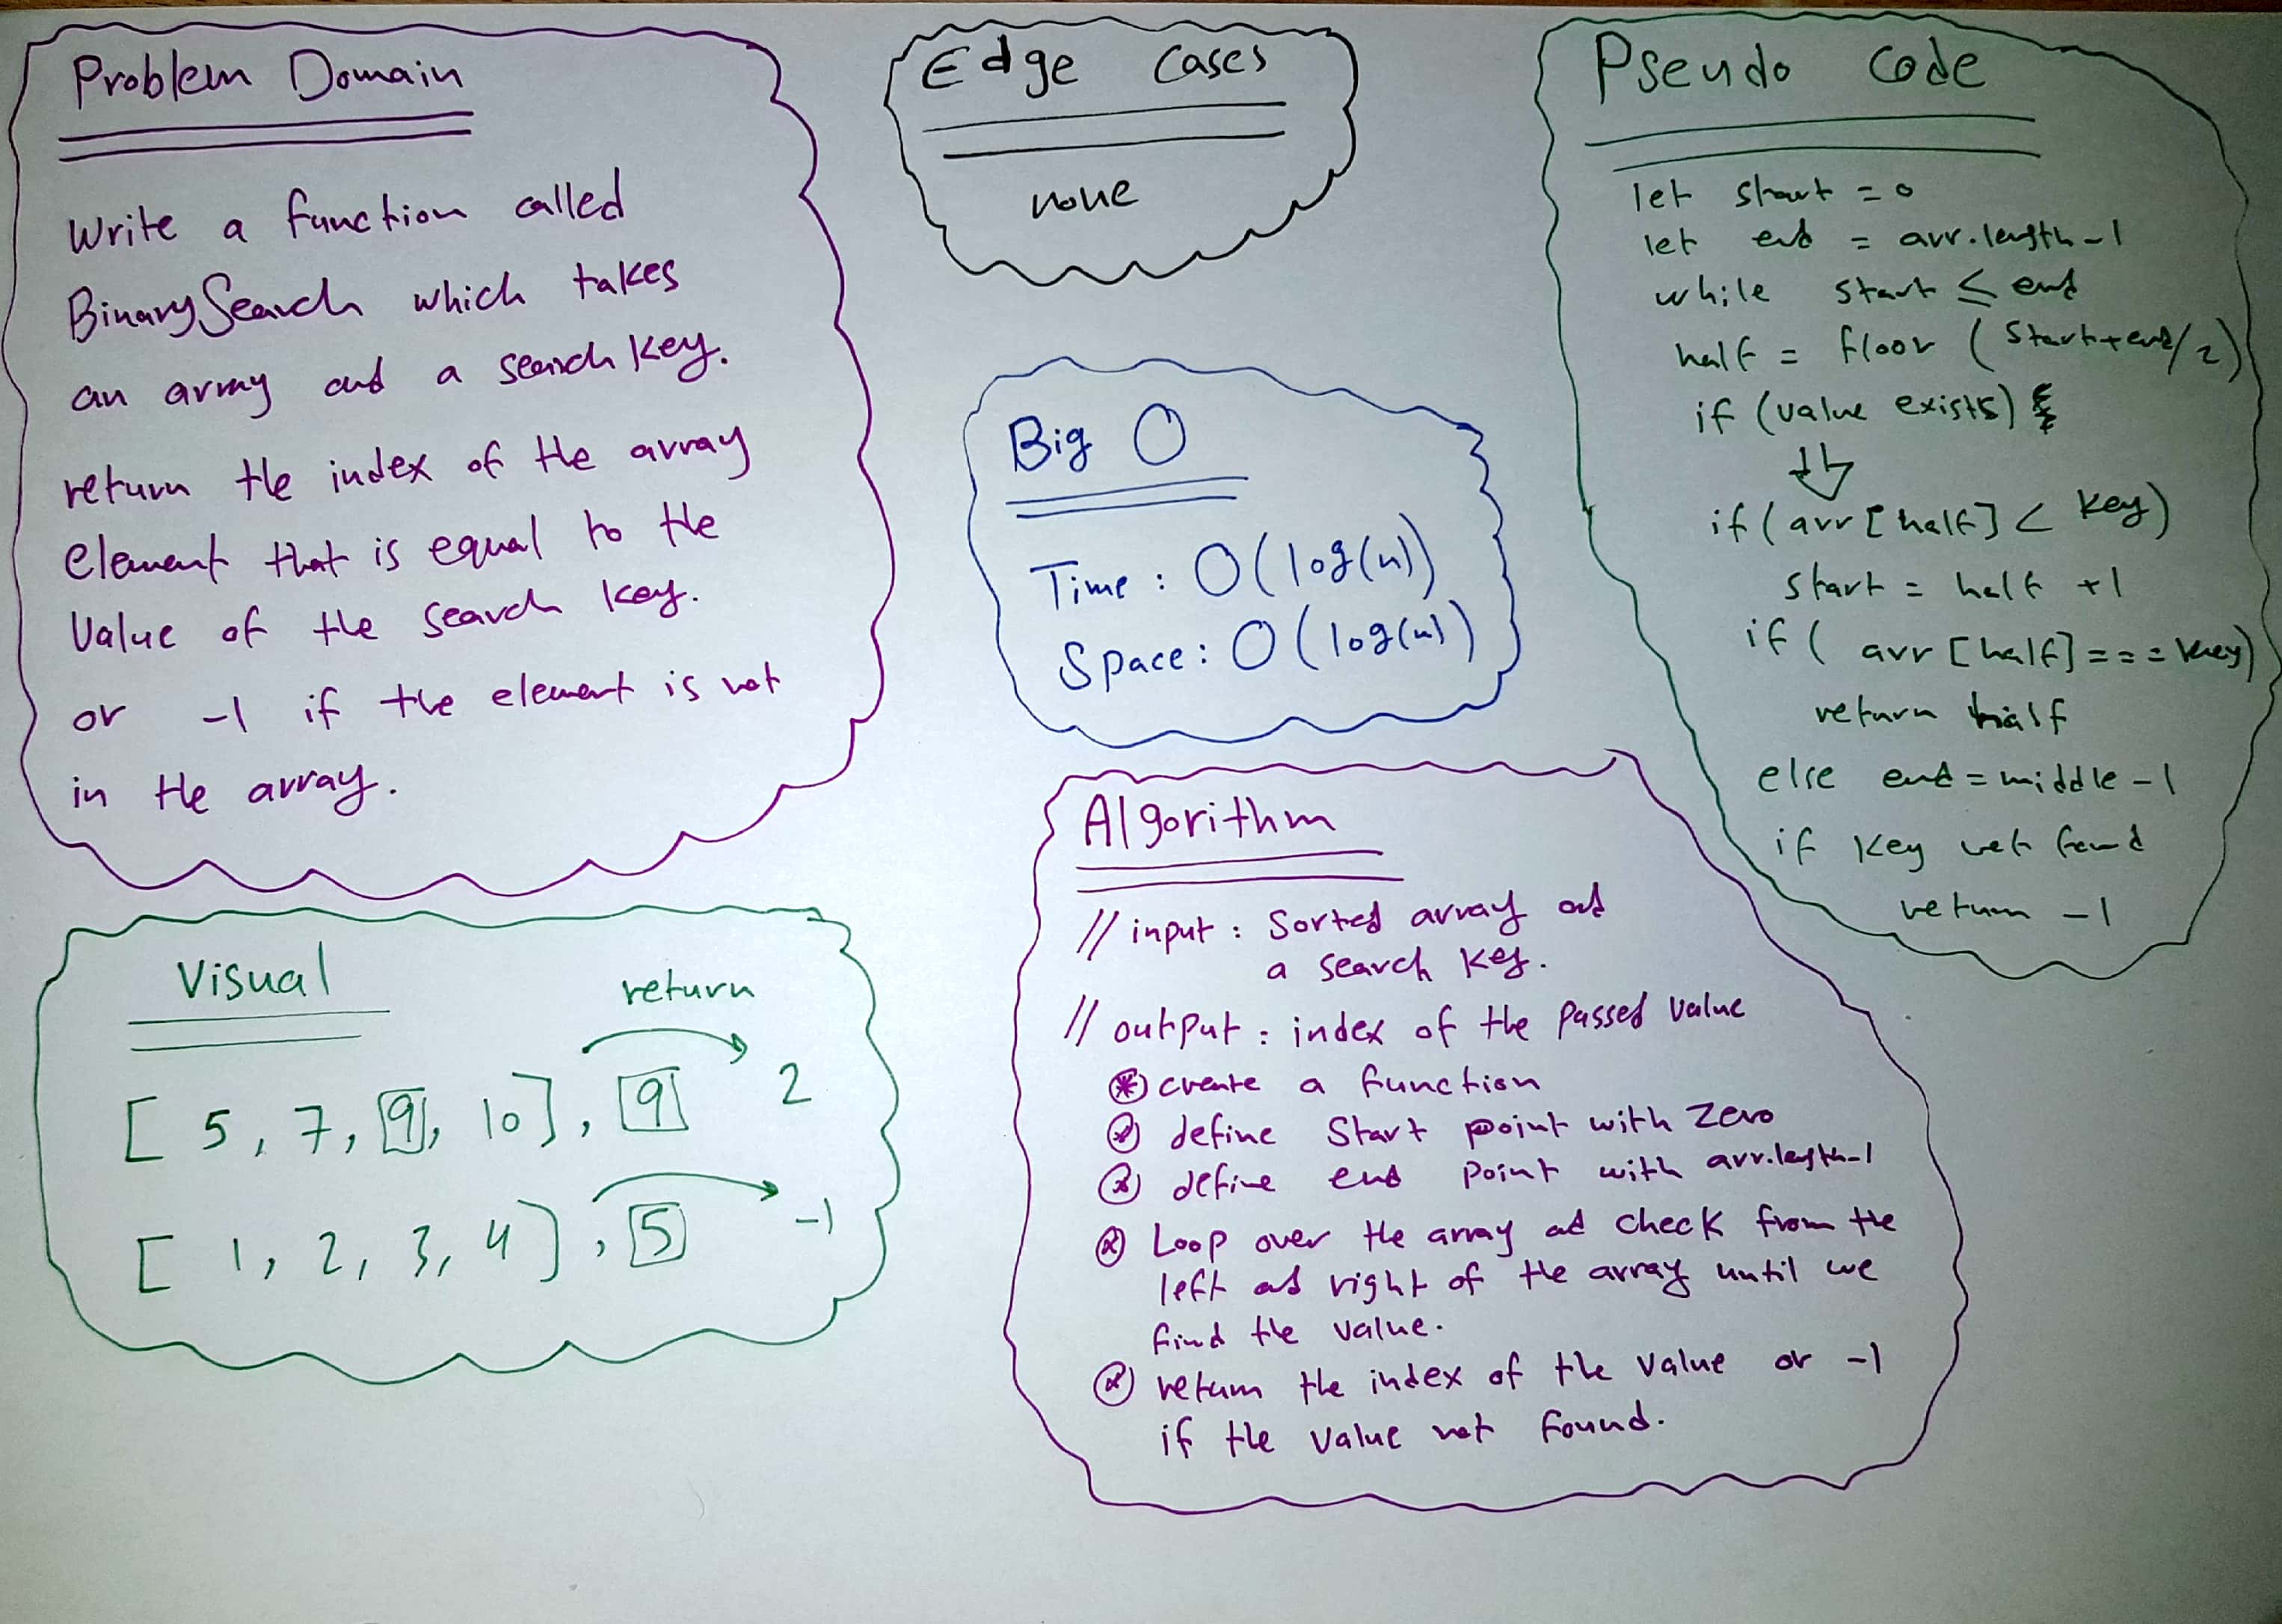 Problem Domain
Write a function called
BinarySearch which takes
an array and a search key.
return the index of the array
element that is equal to the
Value of the search key.
or -1 if the element is not
in the array.
Visual
return
[ 5, 7, 9, 10 ], 9 2
[ 1, 2, 3, 4 ], 5 -1
Edge Cases
none
Big O
Time : O( log(n))
Space : O( log(n))
Algorithm
// input : Sorted array and
a search key.
// output : index of the passed value
create a function
define Start point with Zero
define end point with arr.length-1
Loop over the array and check from the
left and right of the array until we
find the value.
return the index of the value or -1
if the value not found.
Pseudo Code
let start = 0
let end = arr.length-1
while start ≤ end
half = floor ( Start+end/2)
if (value exists)
if ( arr [ half] < key)
start = half +1
if ( arr [ half] === key)
return half
else end = middle - 1
if key not found
return -1